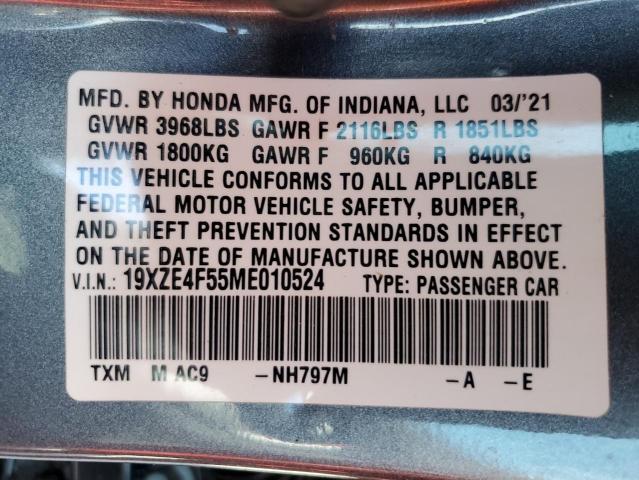 MFD. BY HONDA MFG. OF INDIANA, LLC 03/'21
GVWR 3968LBS GAWR F 2116LBS R 1851LBS
GVWR 1800KG GAWR F 960KG R 840KG
THIS VEHICLE CONFORMS TO ALL APPLICABLE
FEDERAL MOTOR VEHICLE SAFETY, BUMPER,
AND THEFT PREVENTION STANDARDS IN EFFECT
ON THE DATE OF MANUFACTURE SHOWN ABOVE.
V.I.N.: 19XZE4F55ME010524 TYPE: PASSENGER CAR
TXM M AC9 -NH797M -A -E